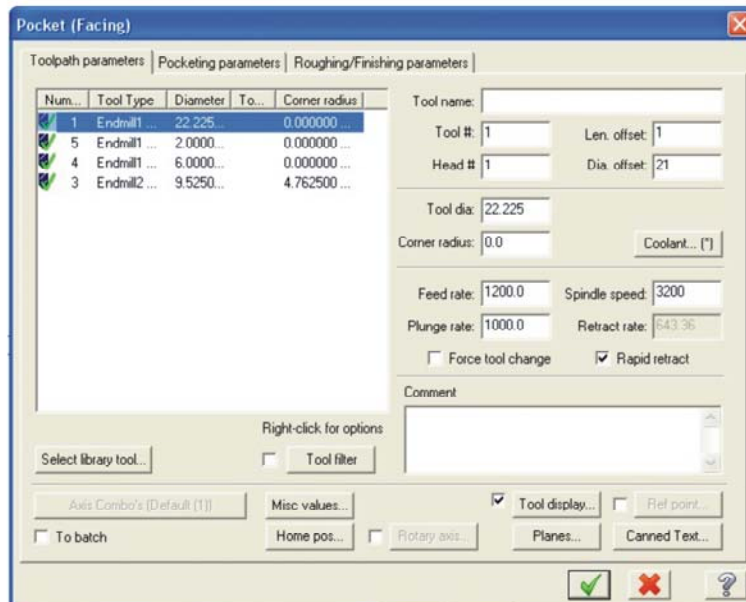 Pocket (Facing)
Toolpath parameters Pocketing parameters Roughing/Finishing parameters
Num... Tool Type Diameter To... Corner radius
1 Endmill1 ... 22.225... 0.000000 ...
5 Endmill1 ... 2.0000... 0.000000 ...
4 Endmill1 ... 6.0000... 0.000000 ...
3 Endmill2 ... 9.5250... 4.762500 ...
Right-click for options
Select library tool... Tool filter
Tool name:
Tool #: 1 Len. offset: 1
Head # 1 Dia. offset: 21
Tool dia: 22.225
Corner radius: 0.0 Coolant... (*)
Feed rate: 1200.0 Spindle speed: 3200
Plunge rate: 1000.0 Retract rate: 643.36
Force tool change Rapid retract
Comment
Axis Combo's (Default (1)) Misc values... Tool display... Ref point...
To batch Home pos... Rotary axis... Planes... Canned Text...